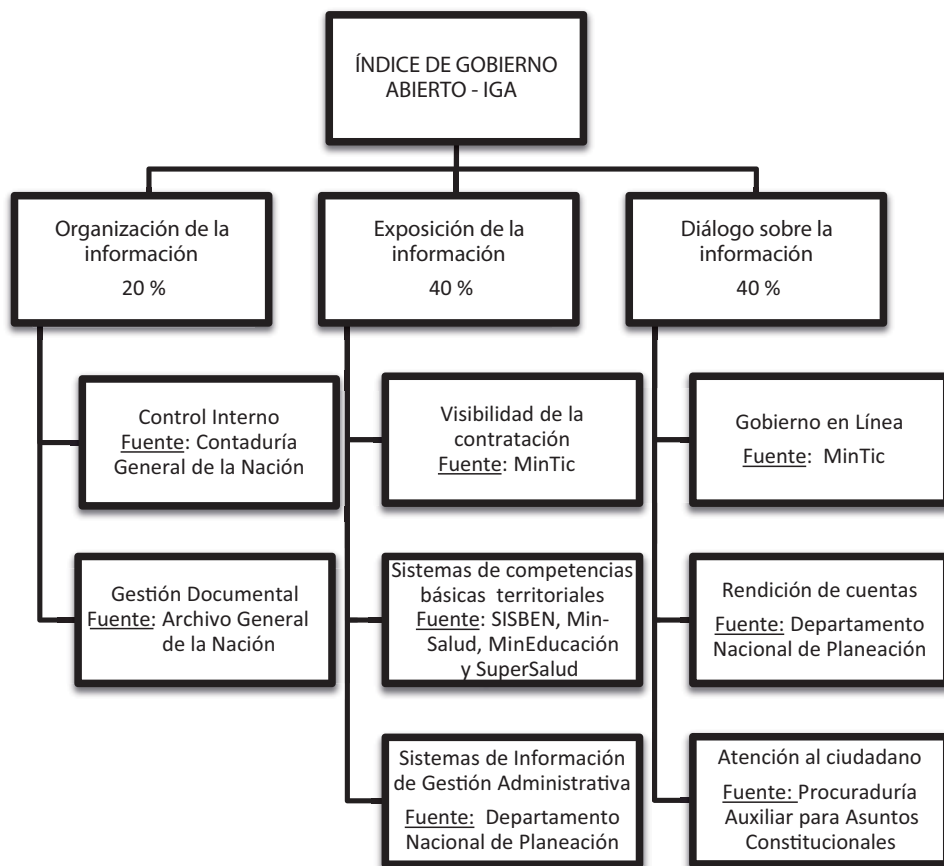 ÍNDICE DE GOBIERNO
ABIERTO - IGA
Organización de la
información
20 %
Exposición de la
información
40 %
Diálogo sobre la
información
40 %
Control Interno
Fuente: Contaduría
General de la Nación
Gestión Documental
Fuente: Archivo General
de la Nación
Visibilidad de la
contratación
Fuente: MinTic
Sistemas de competencias
básicas territoriales
Fuente: SISBEN, Min-
Salud, MinEducación
y SuperSalud
Sistemas de Información
de Gestión Administrativa
Fuente: Departamento
Nacional de Planeación
Gobierno en Línea
Fuente: MinTic
Rendición de cuentas
Fuente: Departamento
Nacional de Planeación
Atención al ciudadano
Fuente: Procuraduría
Auxiliar para Asuntos
Constitucionales